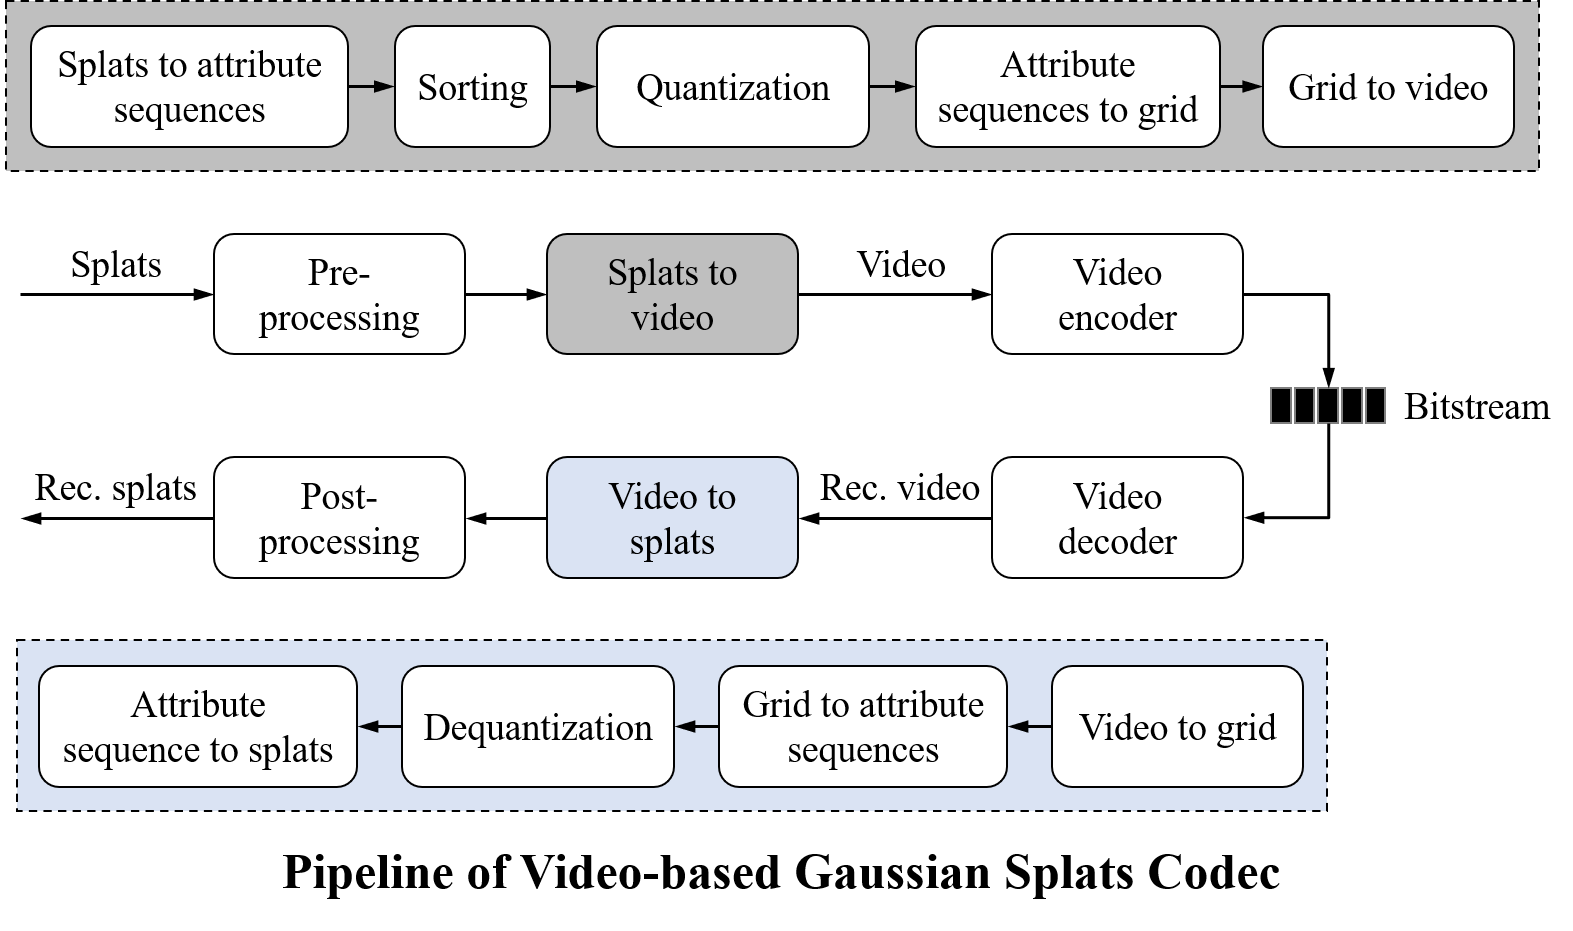 Splats to attribute
sequences
Sorting
Quantization
Attribute
sequences to grid
Grid to video
Splats
Pre-
processing
Splats to
video
Video
Video
encoder
Bitstream
Rec. splats
Post-
processing
Video to
splats
Rec. video
Video
decoder
Attribute
sequence to splats
Dequantization
Grid to attribute
sequences
Video to grid
Pipeline of Video-based Gaussian Splats Codec